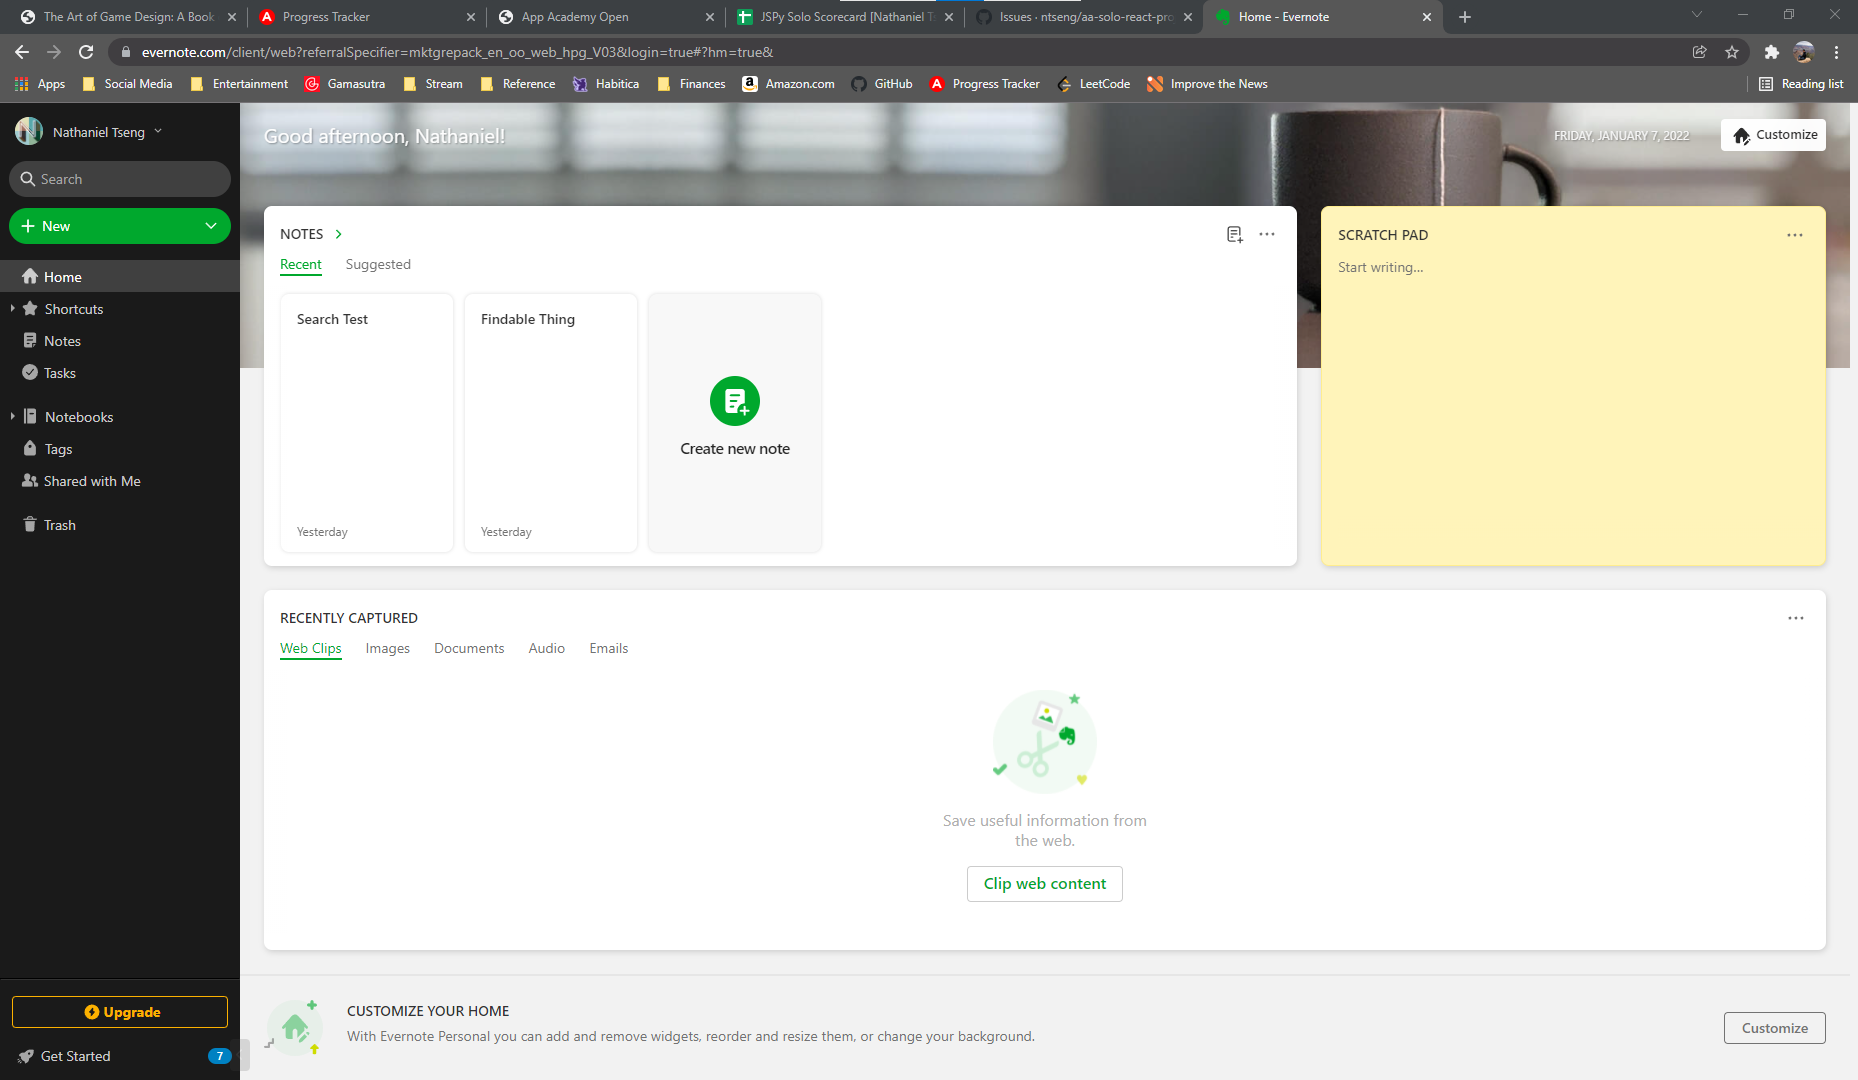 The Art of Game Design: A Book
Progress Tracker
App Academy Open
JSPy Solo Scorecard [Nathaniel Ts
Issues · ntseng/aa-solo-react-pro
Home - Evernote
evernote.com/client/web?referralSpecifier=mktgrepack_en_oo_web_hpg_V03&login=true#?hm=true&
Apps
Social Media
Entertainment
Gamasutra
Stream
Reference
Habitica
Finances
Amazon.com
GitHub
Progress Tracker
LeetCode
Improve the News
Reading list
Nathaniel Tseng
Search
New
Home
Shortcuts
Notes
Tasks
Notebooks
Tags
Shared with Me
Trash
Upgrade
Get Started
7
Good afternoon, Nathaniel!
FRIDAY, JANUARY 7, 2022
Customize
NOTES
Recent
Suggested
Search Test
Yesterday
Findable Thing
Yesterday
Create new note
SCRATCH PAD
Start writing...
RECENTLY CAPTURED
Web Clips
Images
Documents
Audio
Emails
Save useful information from
the web.
Clip web content
CUSTOMIZE YOUR HOME
With Evernote Personal you can add and remove widgets, reorder and resize them, or change your background.
Customize